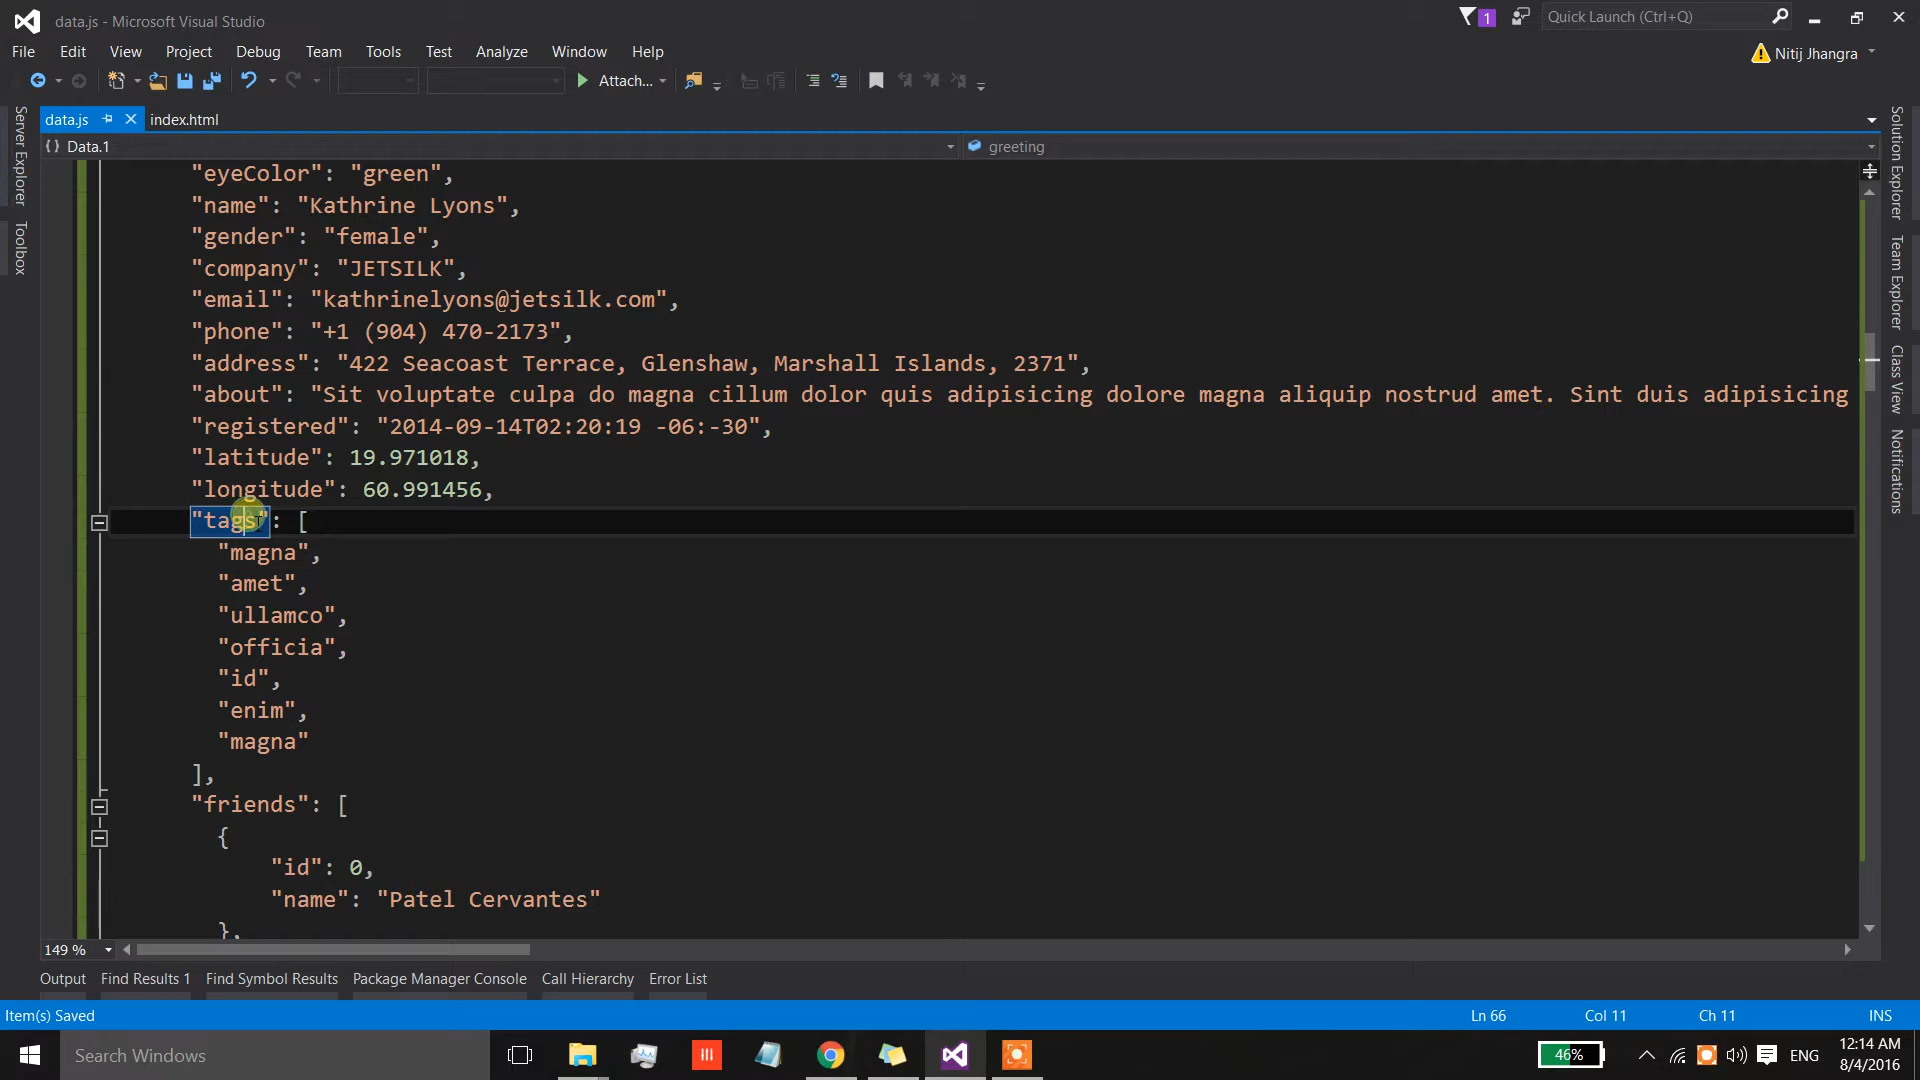 data.js - Microsoft Visual Studio
1
Quick Launch (Ctrl+Q)
File Edit View Project Debug Team Tools Test Analyze Window Help
Nitij Jhangra
Attach...
data.js index.html
Data.1 greeting
Server Explorer
Toolbox
"eyeColor": "green",
"name": "Kathrine Lyons",
"gender": "female",
"company": "JETSILK",
"email": "kathrinelyons@jetsilk.com",
"phone": "+1 (904) 470-2173",
"address": "422 Seacoast Terrace, Glenshaw, Marshall Islands, 2371",
"about": "Sit voluptate culpa do magna cillum dolor quis adipisicing dolore magna aliquip nostrud amet. Sint duis adipisicing
"registered": "2014-09-14T02:20:19 -06:-30",
"latitude": 19.971018,
"longitude": 60.991456,
"tags": [
"magna",
"amet",
"ullamco",
"officia",
"id",
"enim",
"magna"
],
"friends": [
{
"id": 0,
"name": "Patel Cervantes"
},
Solution Explorer
Team Explorer
Class View
Notifications
149 %
Output Find Results 1 Find Symbol Results Package Manager Console Call Hierarchy Error List
Item(s) Saved Ln 66 Col 11 Ch 11 INS
Search Windows
46%
ENG
12:14 AM
8/4/2016